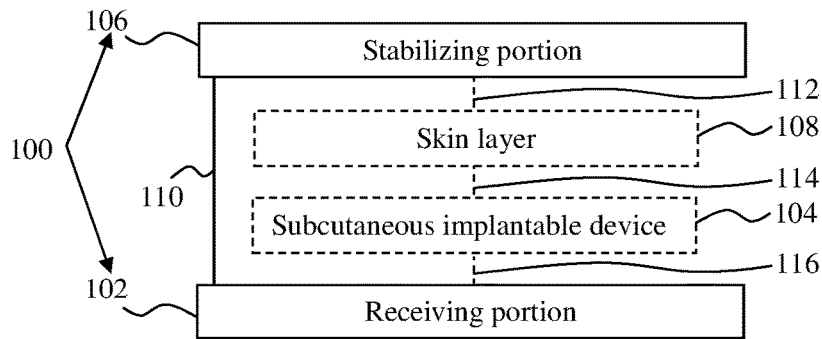 106
Stabilizing portion
112
Skin layer
108
100
110
114
Subcutaneous implantable device
104
116
102
Receiving portion